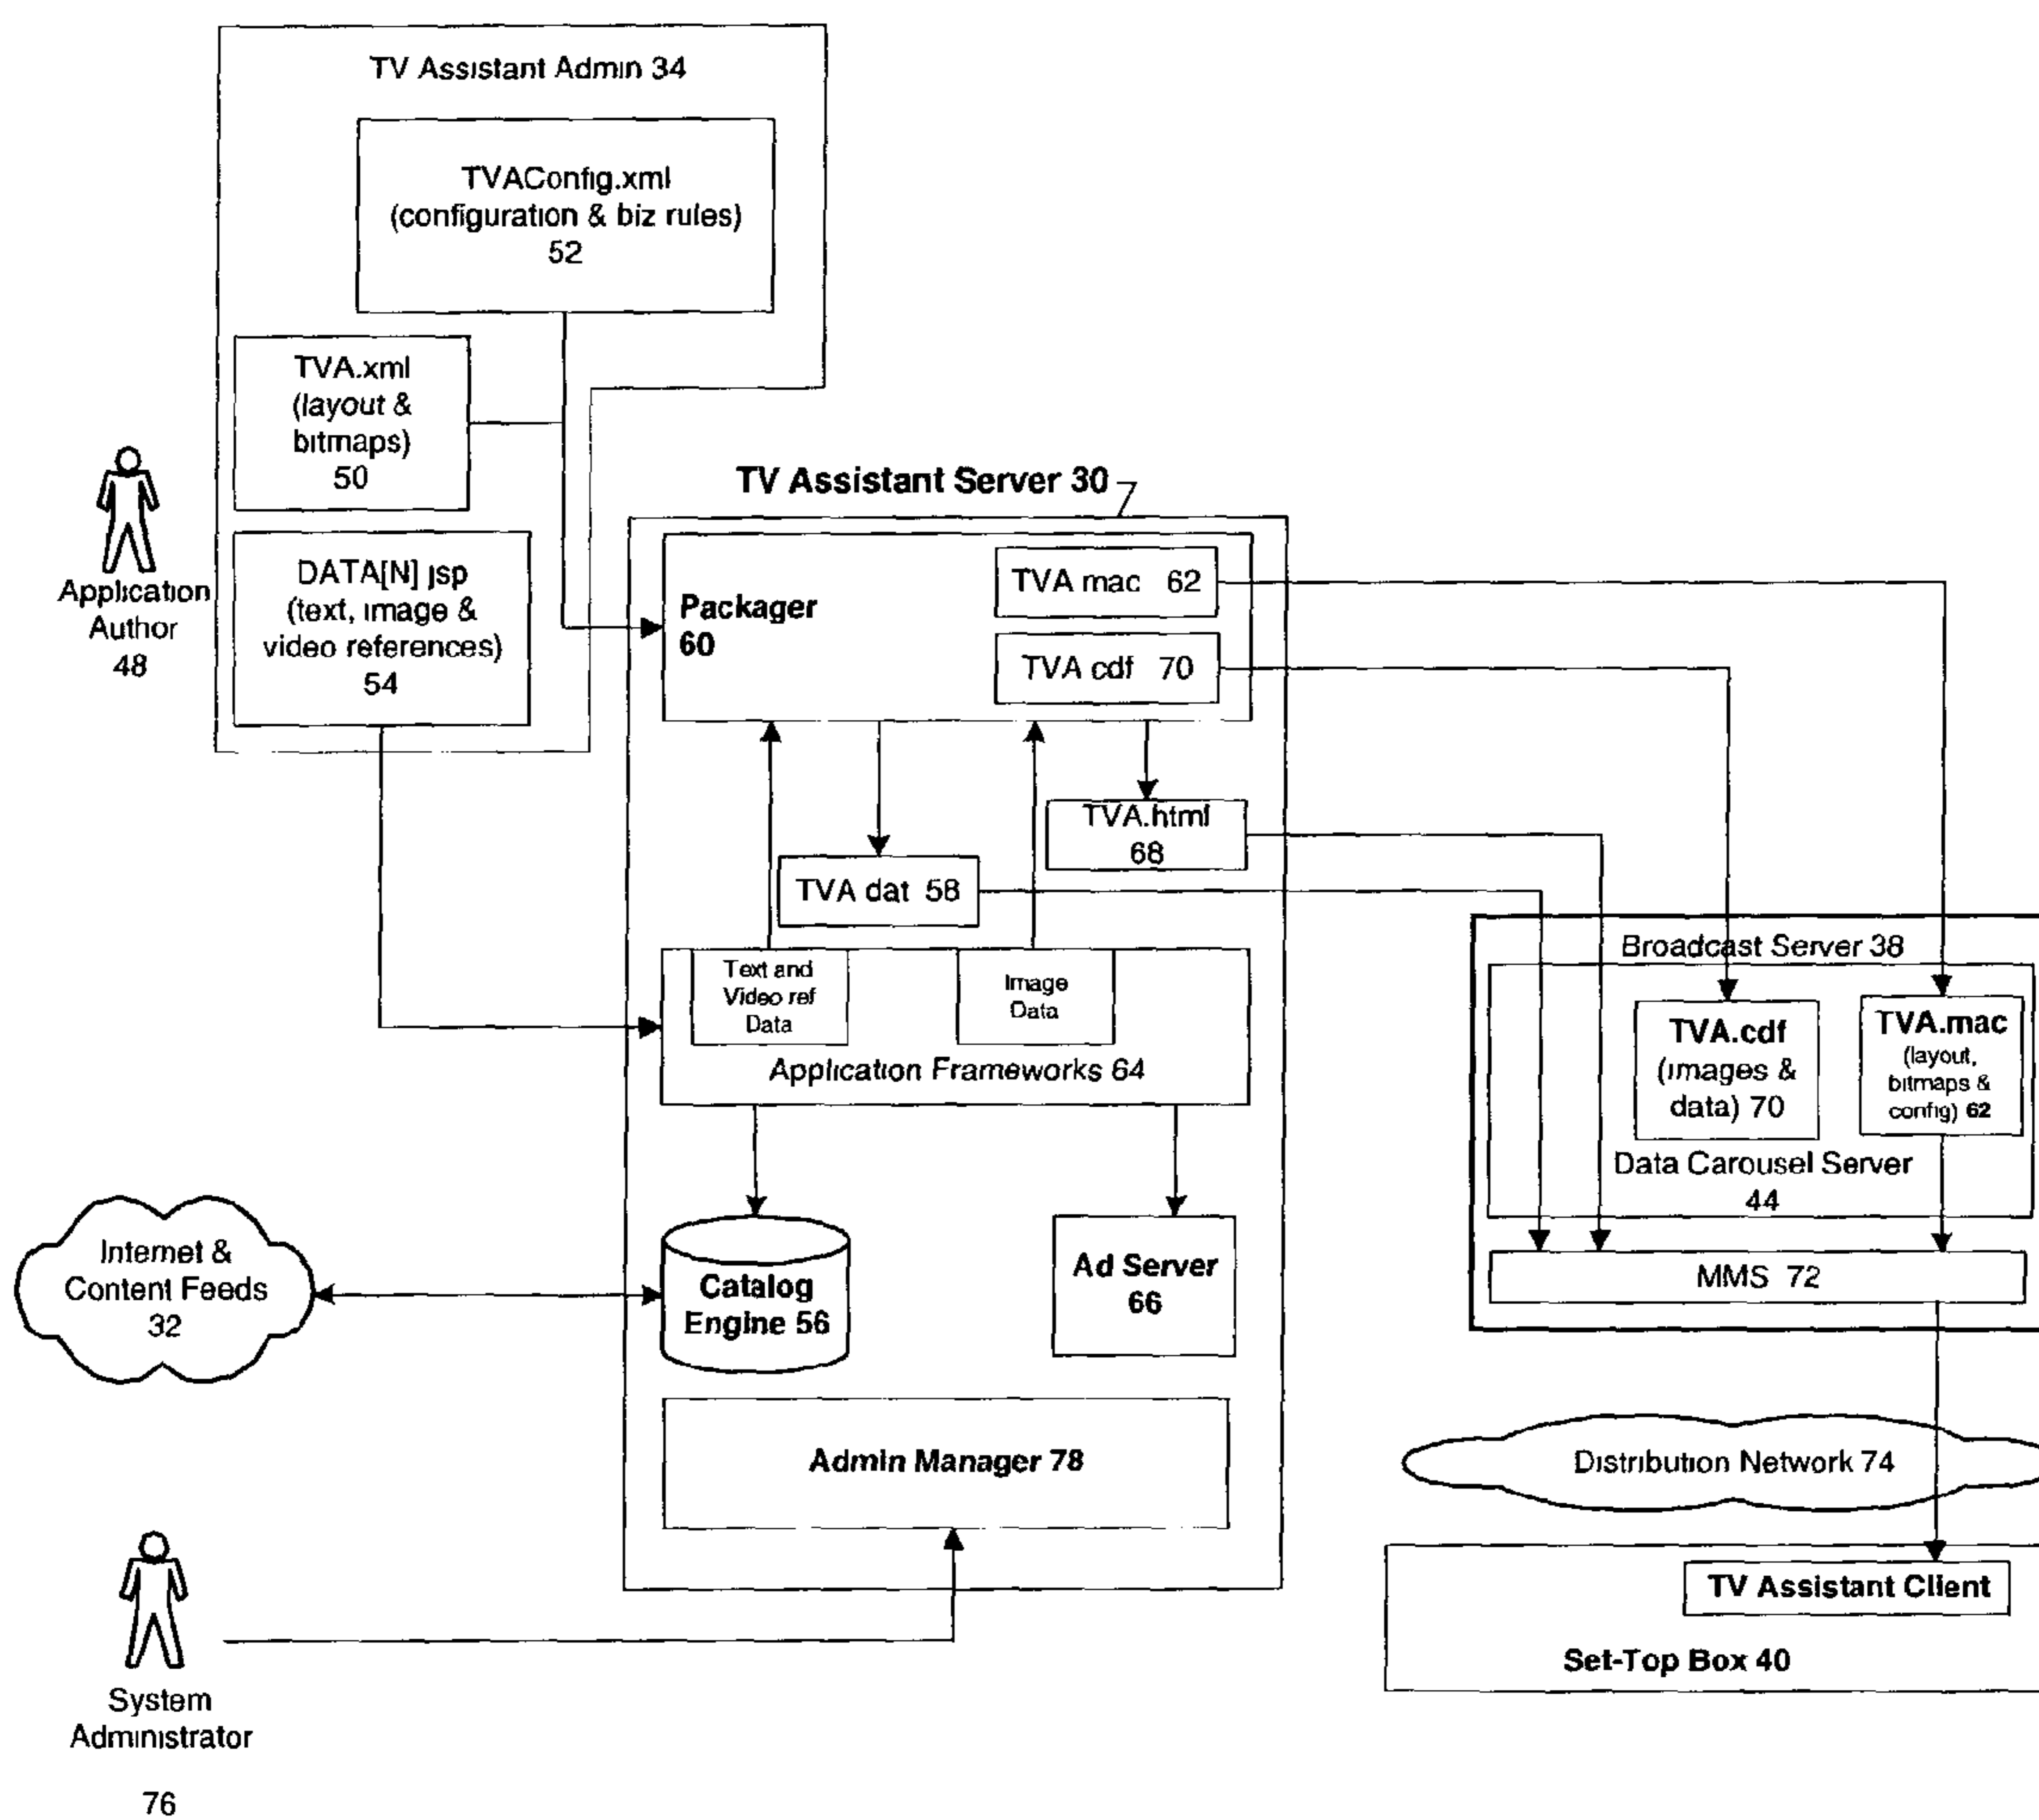 TV Assistant Admin 34
TVAConfig.xml
(configuration & biz rules)
52
TVA.xml
(layout &
bitmaps)
50
Application
Author
48
DATA[N] jsp
(text, image &
video references)
54
TV Assistant Server 30
Packager
60
TVA mac 62
TVA cdf 70
TVA.html
68
TVA dat 58
Text and
Video ref
Data
Image
Data
Application Frameworks 64
Broadcast Server 38
TVA.cdf
(images &
data) 70
TVA.mac
(layout,
bitmaps &
config) 62
Data Carousel Server
44
MMS 72
Internet &
Content Feeds
32
Catalog
Engine 56
Ad Server
66
Admin Manager 78
Distribution Network 74
TV Assistant Client
Set-Top Box 40
System
Administrator
76